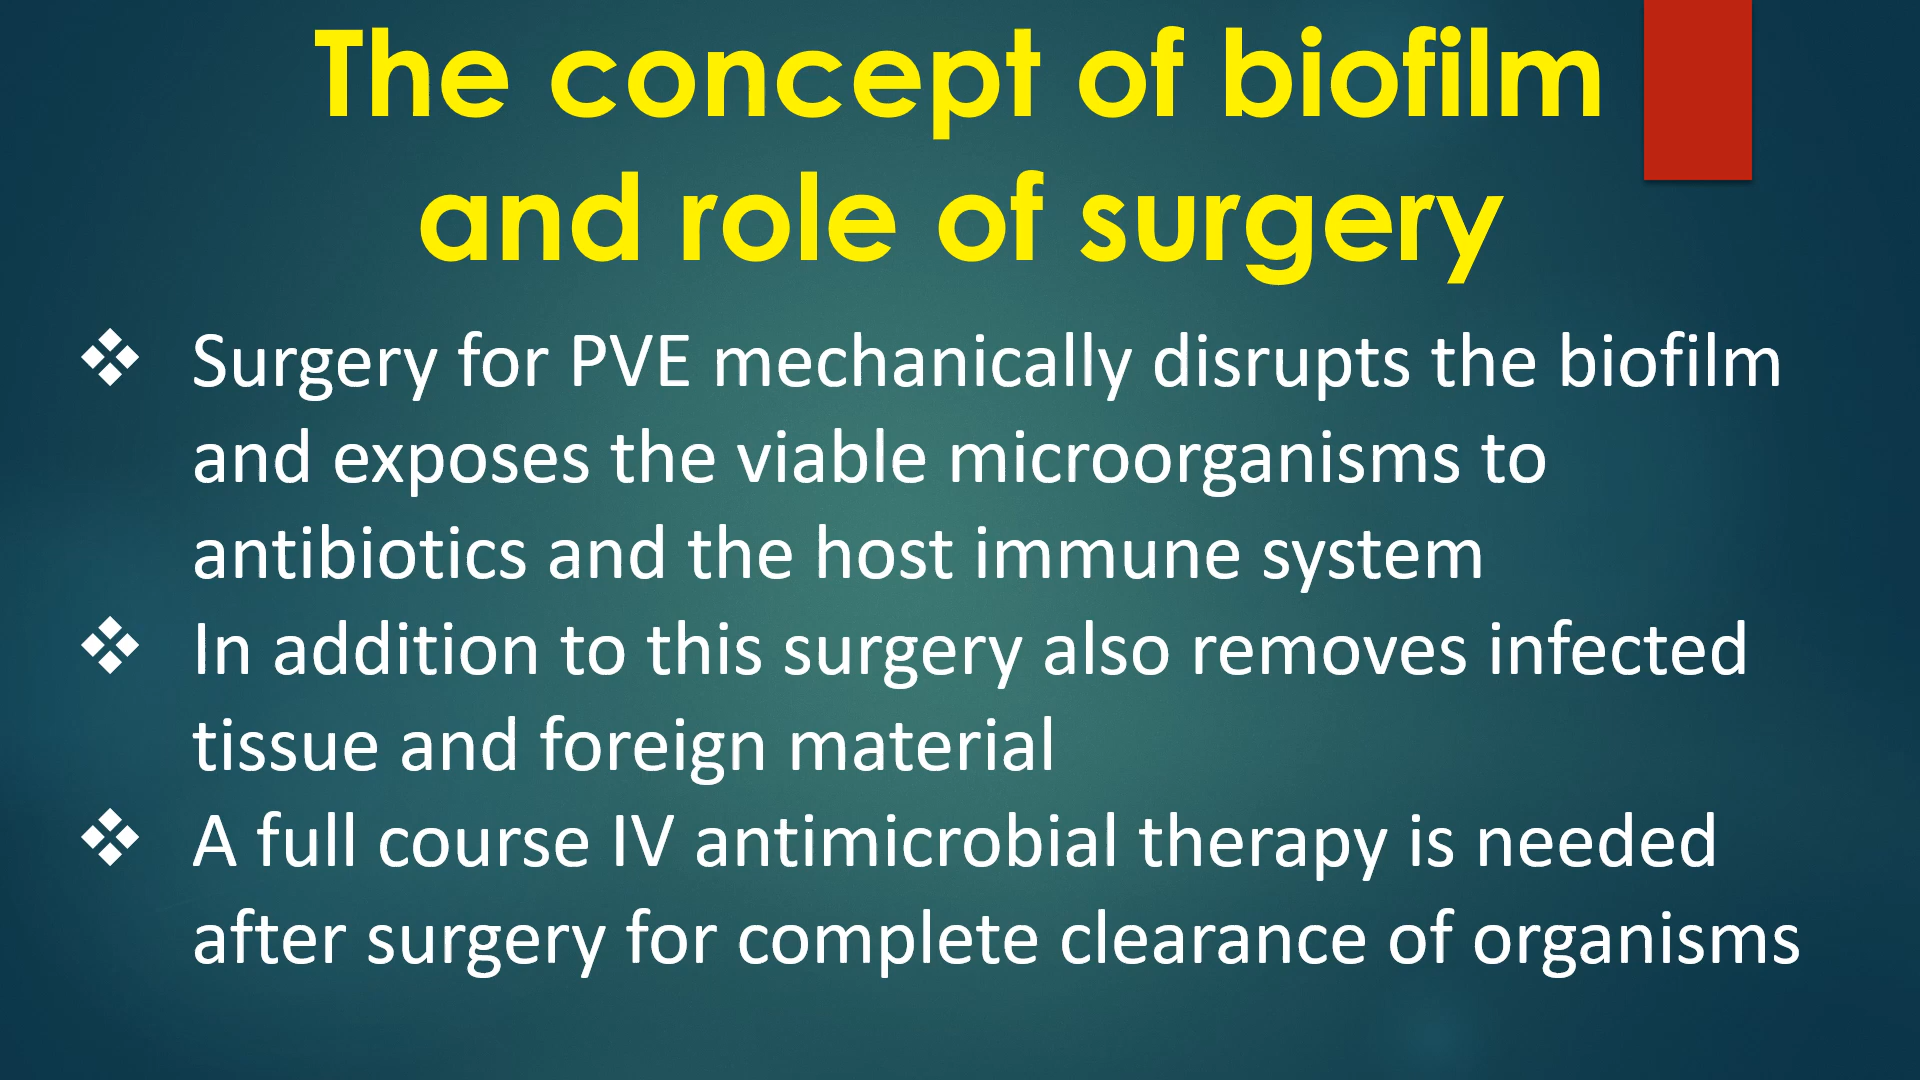 The concept of biofilm
and role of surgery
❖ Surgery for PVE mechanically disrupts the biofilm
and exposes the viable microorganisms to
antibiotics and the host immune system
❖ In addition to this surgery also removes infected
tissue and foreign material
❖ A full course IV antimicrobial therapy is needed
after surgery for complete clearance of organisms